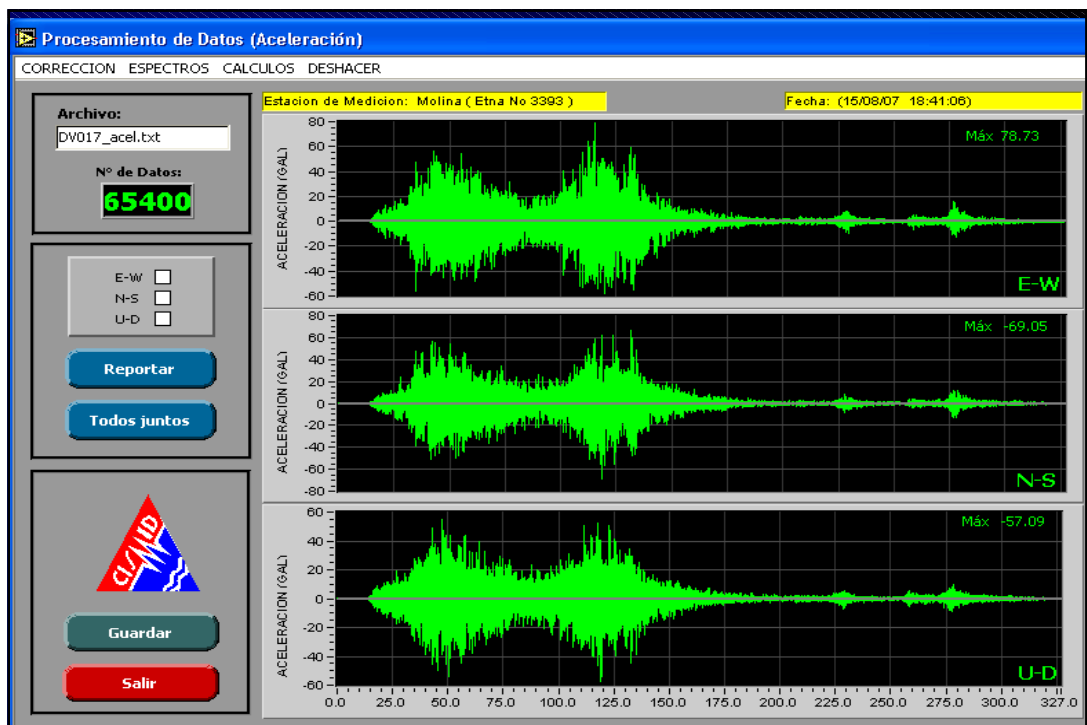 Procesamiento de Datos (Aceleración)
CORRECCION ESPECTROS CALCULOS DESHACER
Archivo:
DV017_acel.txt
Nº de Datos:
65400
E-W
N-S
U-D
Reportar
Todos juntos
CISMID
Guardar
Salir
Estacion de Medicion: Molina ( Etna No 3393 )
Fecha: (15/08/07 18:41:06)
ACELERACION (GAL)
80
60
40
20
0
-20
-40
-60
Máx 78.73
E-W
ACELERACION (GAL)
80
60
40
20
0
-20
-40
-60
-80
Máx -69.05
N-S
ACELERACION (GAL)
60
40
20
0
-20
-40
-60
Máx -57.09
U-D
0.0 25.0 50.0 75.0 100.0 125.0 150.0 175.0 200.0 225.0 250.0 275.0 300.0 327.0